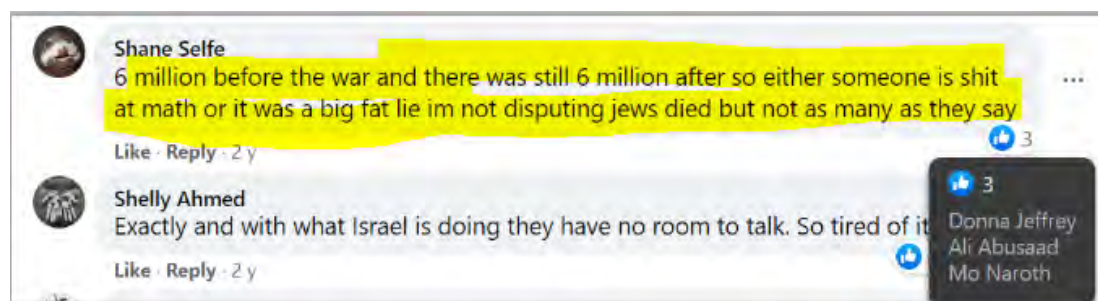 Shane Selfe
6 million before the war and there was still 6 million after so either someone is shit
at math or it was a big fat lie im not disputing jews died but not as many as they say
Like · Reply · 2 y
3
Shelly Ahmed
Exactly and with what Israel is doing they have no room to talk. So tired of it
Like · Reply · 2 y
3
Donna Jeffrey
Ali Abusaad
Mo Naroth